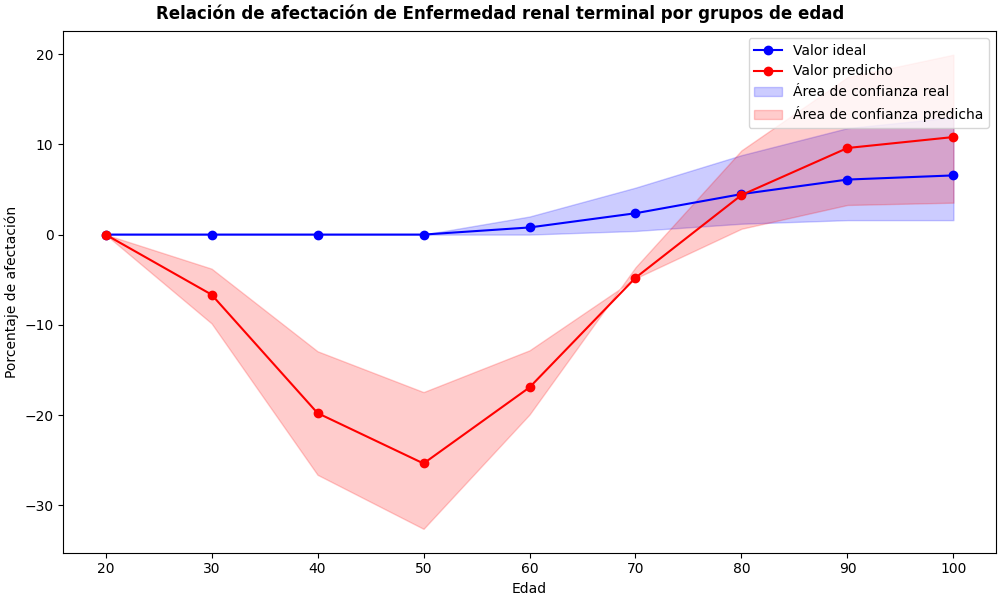 Relación de afectación de Enfermedad renal terminal por grupos de edad
Valor ideal
Valor predicho
Área de confianza real
Área de confianza predicha
Porcentaje de afectación
20
10
0
−10
−20
−30
20 30 40 50 60 70 80 90 100
Edad